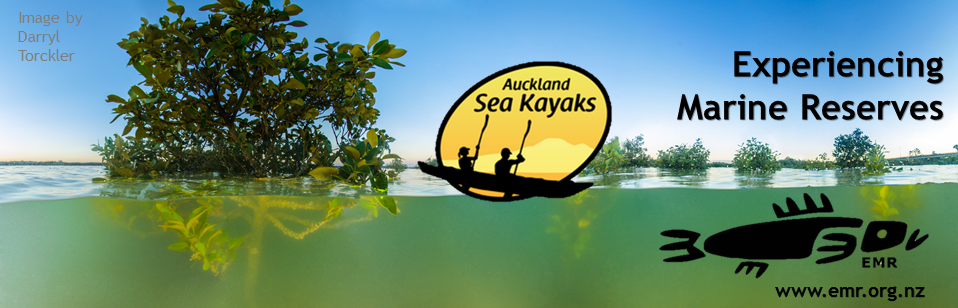 Image by
Darryl
Torckler
Auckland
Sea Kayaks
Experiencing
Marine Reserves
EMR
www.emr.org.nz